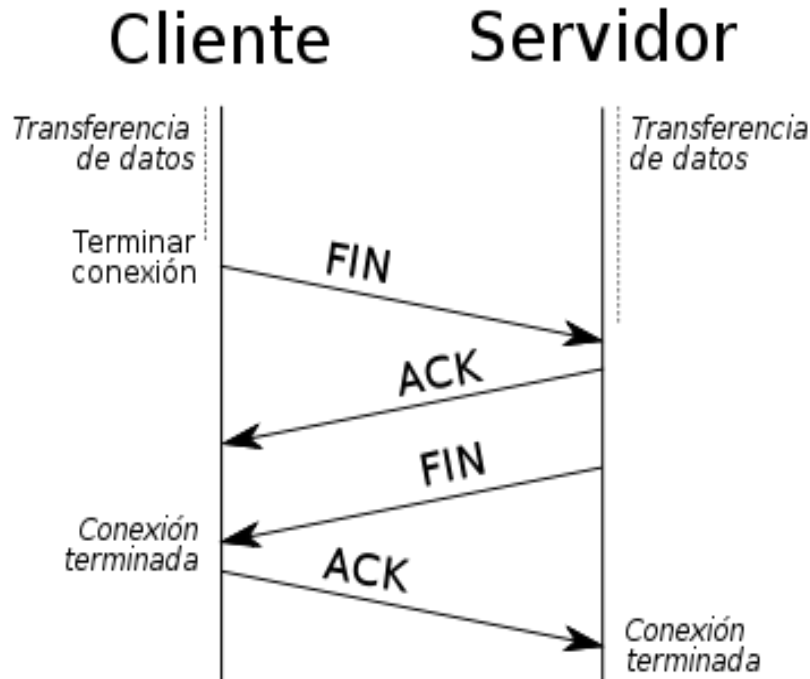 Cliente
Servidor
Transferencia
de datos
Transferencia
de datos
Terminar
conexión
FIN
ACK
FIN
Conexión
terminada
ACK
Conexión
terminada